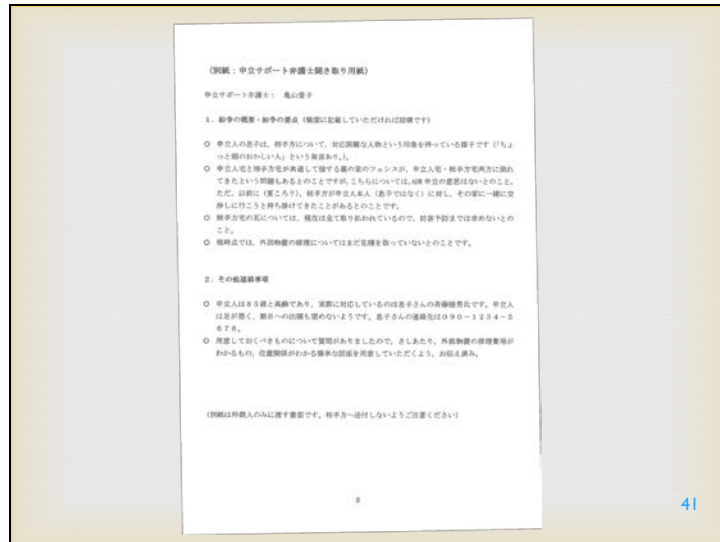 (別紙:申立サポート弁護士聞き取り用紙)
申立サポート弁護士: 亀山愛子
1.紛争の概要・紛争の要点(簡潔に記載していただければ結構です)
○ 申立人の息子は、相手方について、対応困難な人物という印象を持っている様子です(「ちょ
っと頭のおかしい人」という発言あり。)。
○ 申立人宅と相手方宅が共通して接する裏の家のフェンスが、申立人宅・相手方宅両方に倒れ
てきたという問題もあるとのことですが、こちらについては、ADR申立の意思はないとのこと。
ただ、以前に(夏ころ?)、相手方が申立人本人(息子ではなく)に対し、その家に一緒に交
渉しに行こうと持ち掛けてきたことがあるとのことです。
○ 相手方宅の瓦については、現在は全て取り払われているので、妨害予防までは求めないとの
こと。
○ 現時点では、外部物置の修理についてはまだ見積を取っていないとのことです。
2.その他連絡事項
○ 申立人は85歳と高齢であり、実際に対応しているのは息子さんの斉藤 氏です。申立人
は足が悪く、期日への出頭も望めないようです。息子さんの連絡先は090-1234-5
678。
○ 用意しておくべきものについて質問がありましたので、さしあたり、外部物置の修理費用が
わかるもの、位置関係がわかる簡単な図面を用意していただくよう、お伝え済み。
(別紙は仲裁人のみに渡す書面です。相手方へ送付しないようご注意ください)
2
41